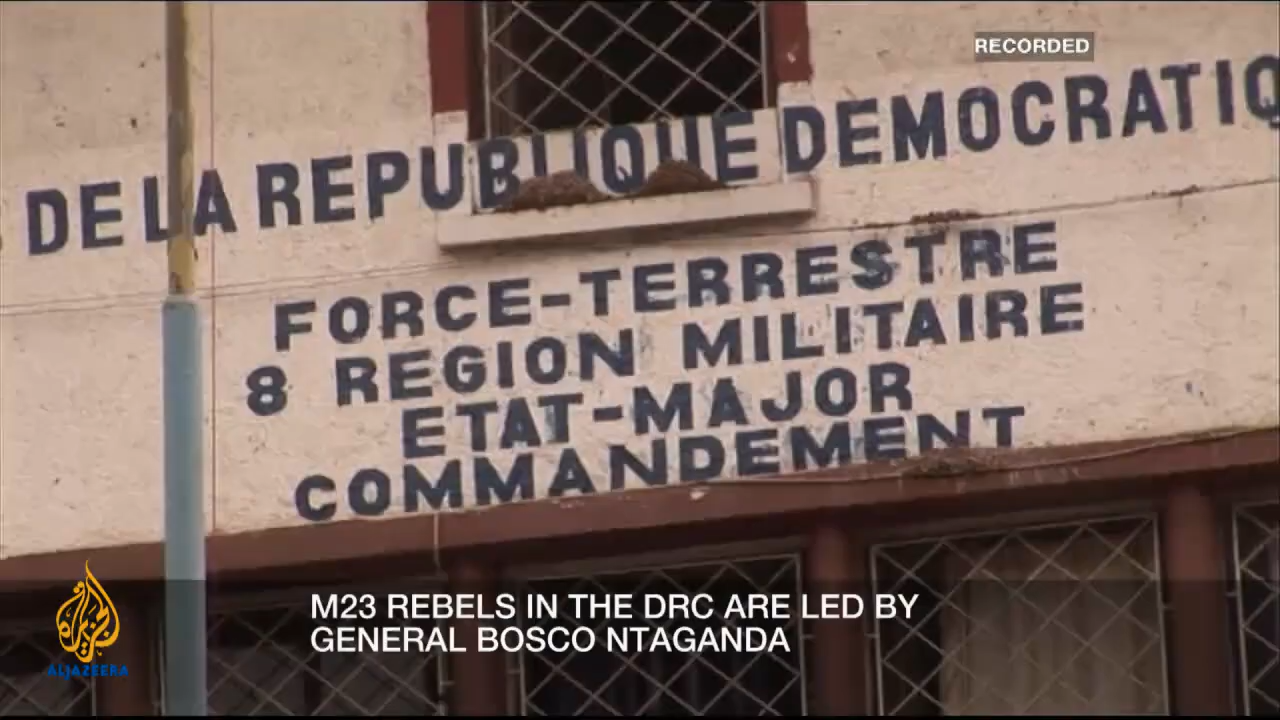 RECORDED
DE LA REPUBLIQUE DEMOCRATIQ
FORCE-TERRESTRE
8 REGION MILITAIRE
ETAT-MAJOR
COMMANDEMENT
M23 REBELS IN THE DRC ARE LED BY
GENERAL BOSCO NTAGANDA
الجزيرة
ALJAZEERA